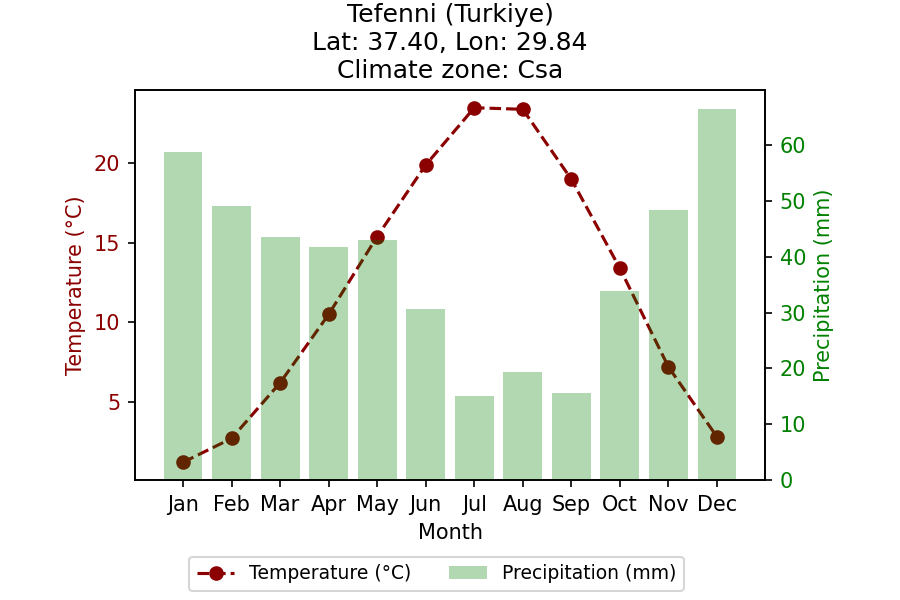 Tefenni (Turkiye)
Lat: 37.40, Lon: 29.84
Climate zone: Csa
Temperature (°C)
20
15
10
5
60
50
40
30
20
10
0
Precipitation (mm)
Jan Feb Mar Apr May Jun Jul Aug Sep Oct Nov Dec
Month
Temperature (°C) Precipitation (mm)